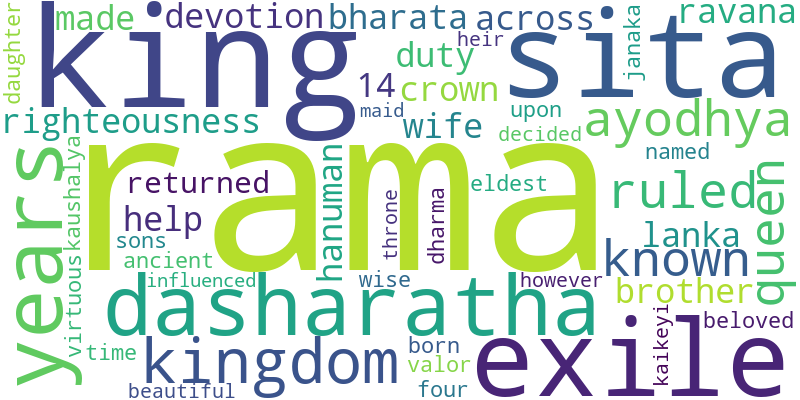 daughter
made
king
devotion
bharata
across
heir
sita
janaka
ravana
duty
14
crown
maid
righteousness
wife
upon
decided
ayodhya
named
years
virtuous
kaushalya
rama
returned
help
sons
ancient
influenced
hanuman
throne
dharma
eldest
wise
however
ruled
known
lanka
queen
brother
dasharatha
time
kingdom
beautiful
born
valor
four
exile
kaikeyi
beloved